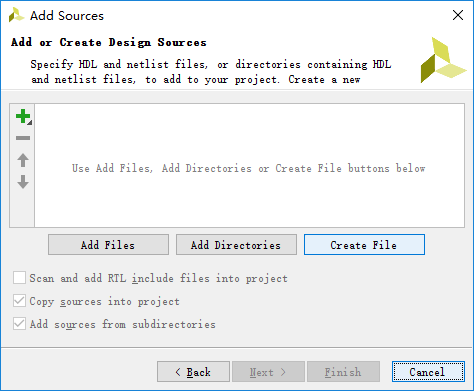 Add Sources
Add or Create Design Sources
Specify HDL and netlist files, or directories containing HDL
and netlist files, to add to your project. Create a new
Use Add Files, Add Directories or Create File buttons below
Add Files
Add Directories
Create File
Scan and add RTL include files into project
Copy sources into project
Add sources from subdirectories
< Back
Next >
Finish
Cancel